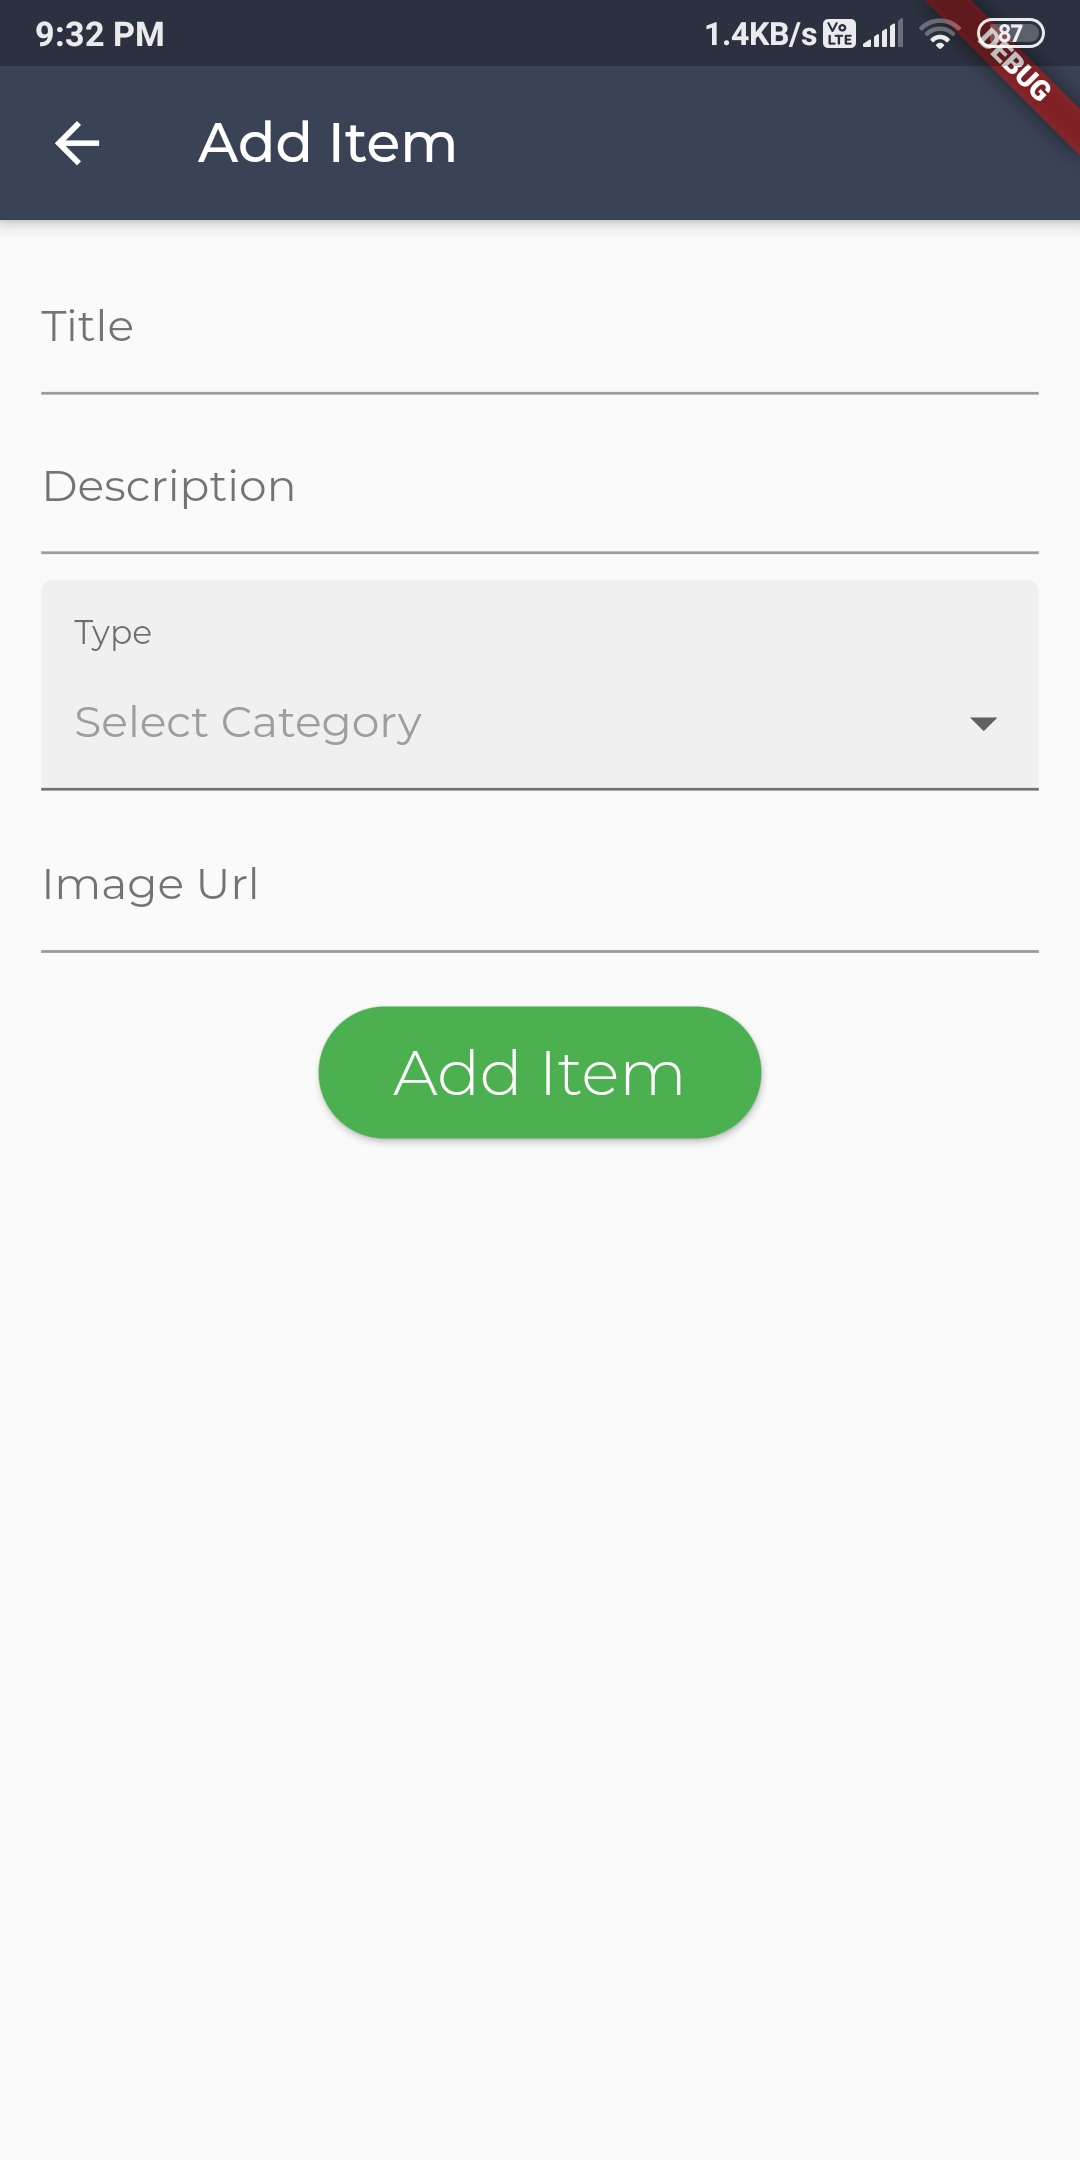 9:32 PM 1.4KB/s Vo LTE 87
DEBUG
Add Item
Title
Description
Type
Select Category
Image Url
Add Item